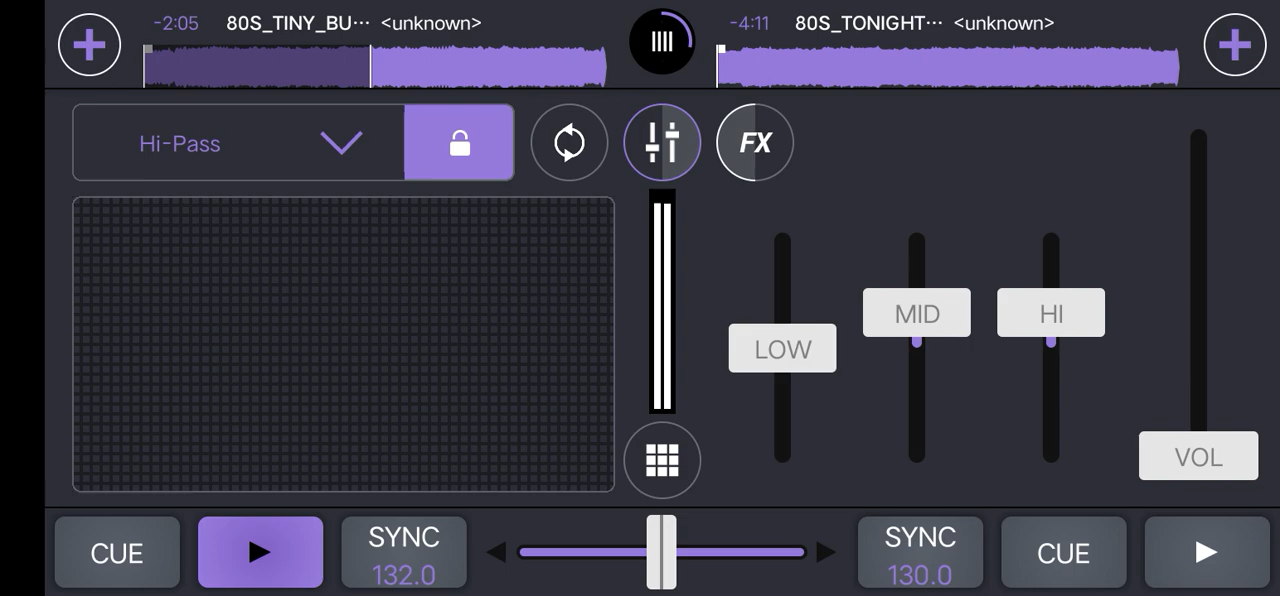 -2:05 80S_TINY_BU... <unknown>
-4:11 80S_TONIGHT... <unknown>
Hi-Pass
FX
LOW
MID
HI
VOL
CUE
SYNC
132.0
SYNC
130.0
CUE